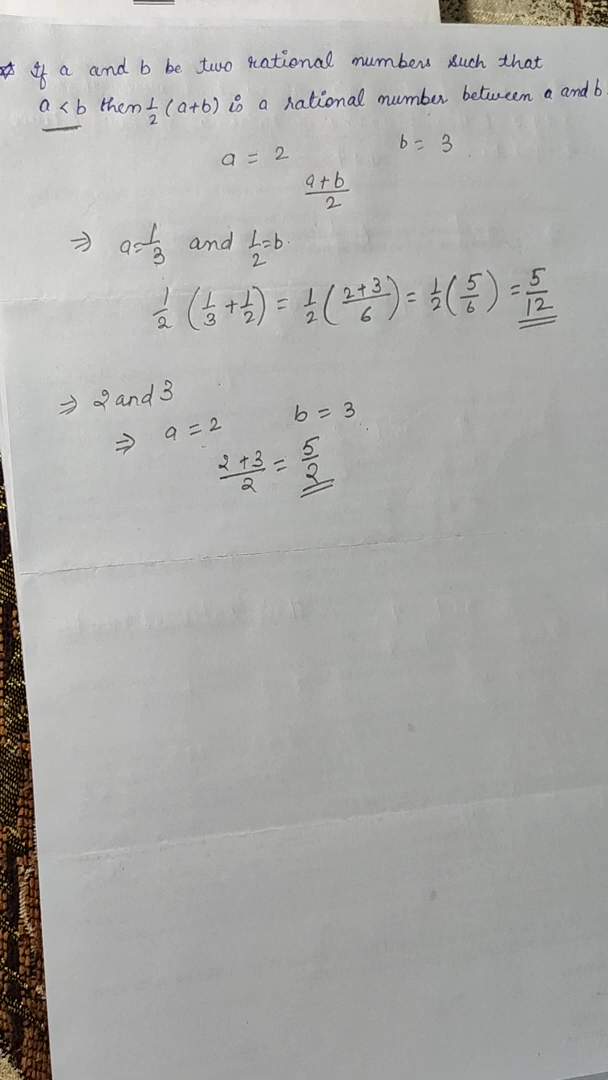 ☆ If a and b be two rational numbers such that
a < b then 1/2 (a+b) is a rational number between a and b.
a = 2 b = 3
(a+b)/2
⇒ a=1/3 and 1/2=b.
1/2 (1/3 + 1/2) = 1/2 ((2+3)/6) = 1/2 (5/6) = 5/12
⇒ 2 and 3
⇒ a = 2 b = 3
(2+3)/2 = 5/2